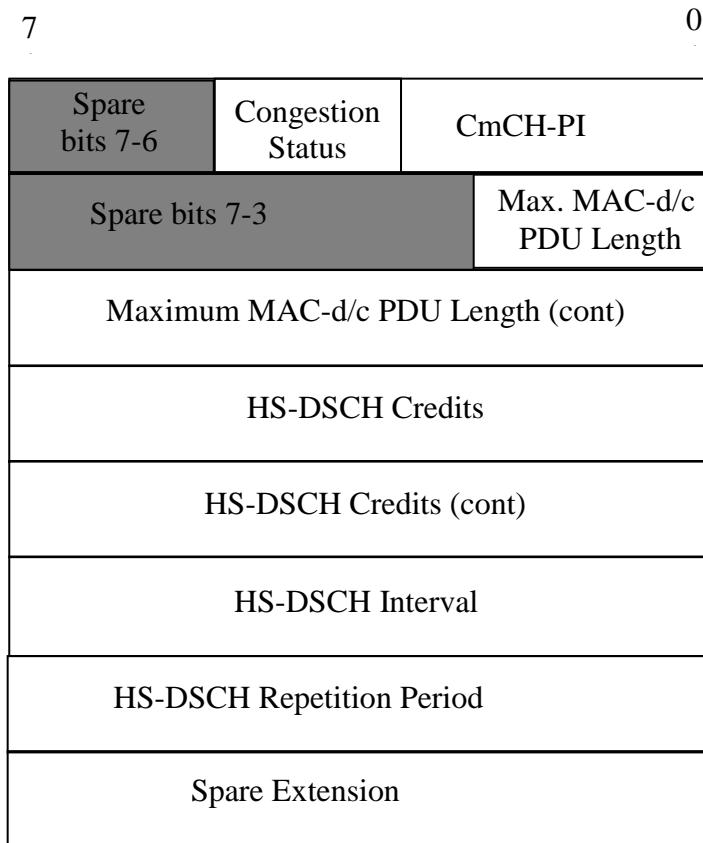 7 0
Spare
bits 7-6
Congestion
Status
CmCH-PI
Spare bits 7-3
Max. MAC-d/c
PDU Length
Maximum MAC-d/c PDU Length (cont)
HS-DSCH Credits
HS-DSCH Credits (cont)
HS-DSCH Interval
HS-DSCH Repetition Period
Spare Extension